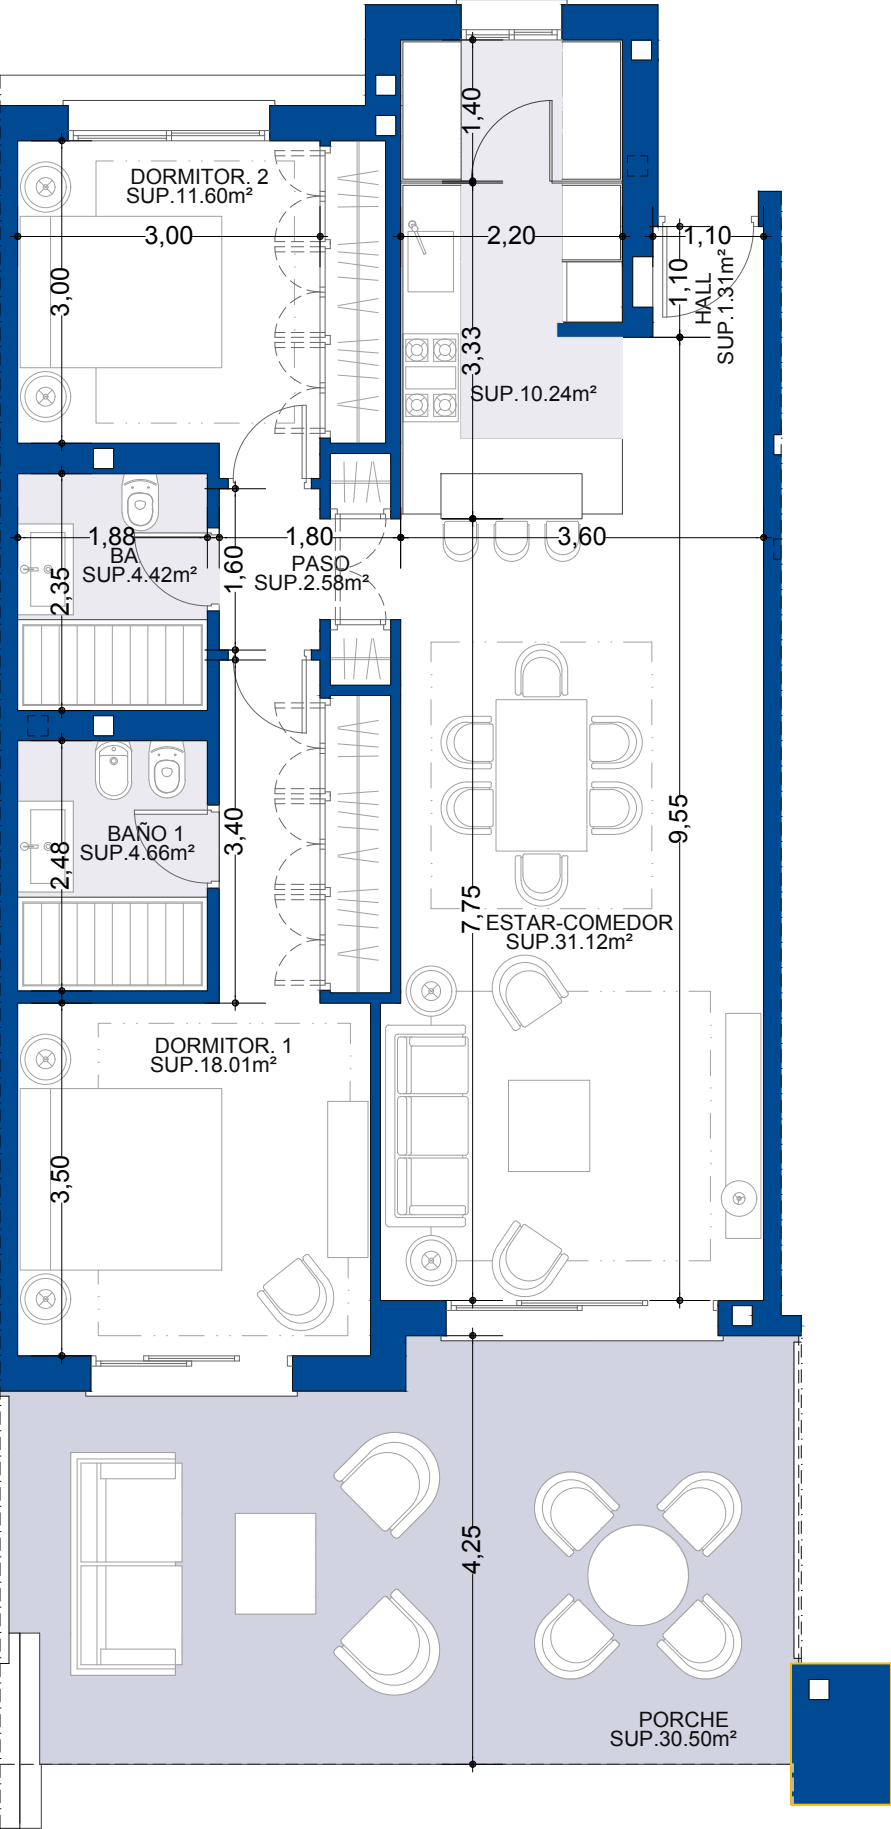 1,40
DORMITOR. 2
SUP.11.60m²
3,00
2,20
1,10
3,00
1,10
HALL
SUP.1.31m²
3,33
SUP.10.24m²
1,88
BA
SUP.4.42m²
2,35
1,60
1,80
PASO
SUP.2.58m²
3,60
BAÑO 1
SUP.4.66m²
2,48
3,40
9,55
7,75
ESTAR-COMEDOR
SUP.31.12m²
DORMITOR. 1
SUP.18.01m²
3,50
4,25
PORCHE
SUP.30.50m²